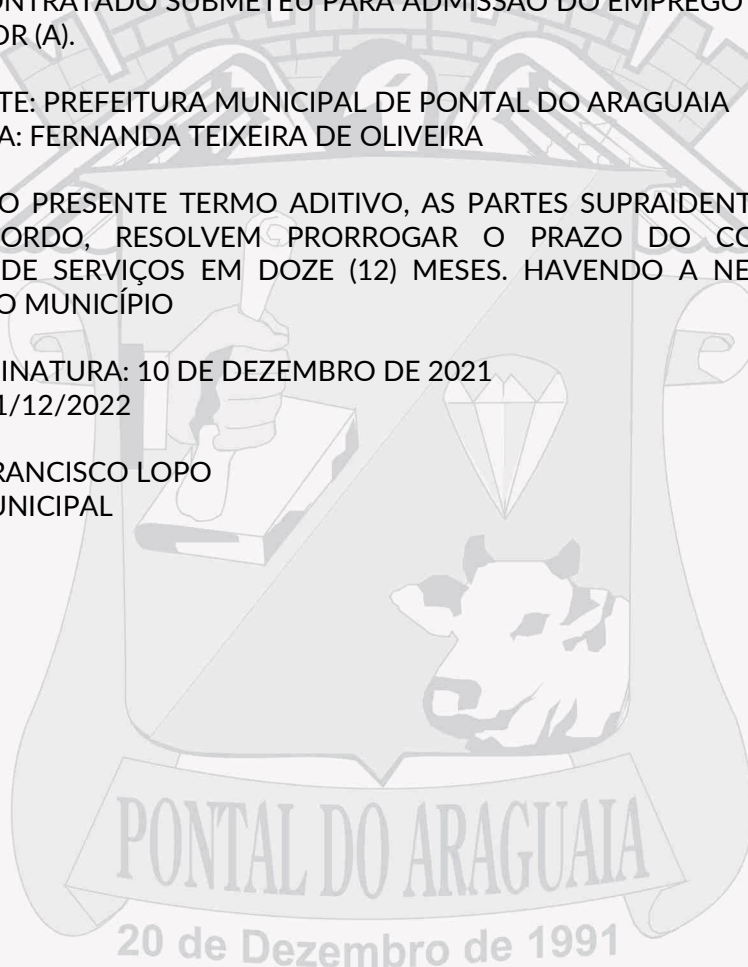 ONTRATADO SUBMETEU PARA ADMISSÃO DO EMPREGO
OR (A).
TE: PREFEITURA MUNICIPAL DE PONTAL DO ARAGUAIA
A: FERNANDA TEIXEIRA DE OLIVEIRA
O PRESENTE TERMO ADITIVO, AS PARTES SUPRAIDENT
ORDO, RESOLVEM PRORROGAR O PRAZO DO CO
DE SERVIÇOS EM DOZE (12) MESES. HAVENDO A NE
O MUNICÍPIO
INATURA: 10 DE DEZEMBRO DE 2021
1/12/2022
RANCISCO LOPO
UNICIPAL
PONTAL DO ARAGUAIA
20 de Dezembro de 1991